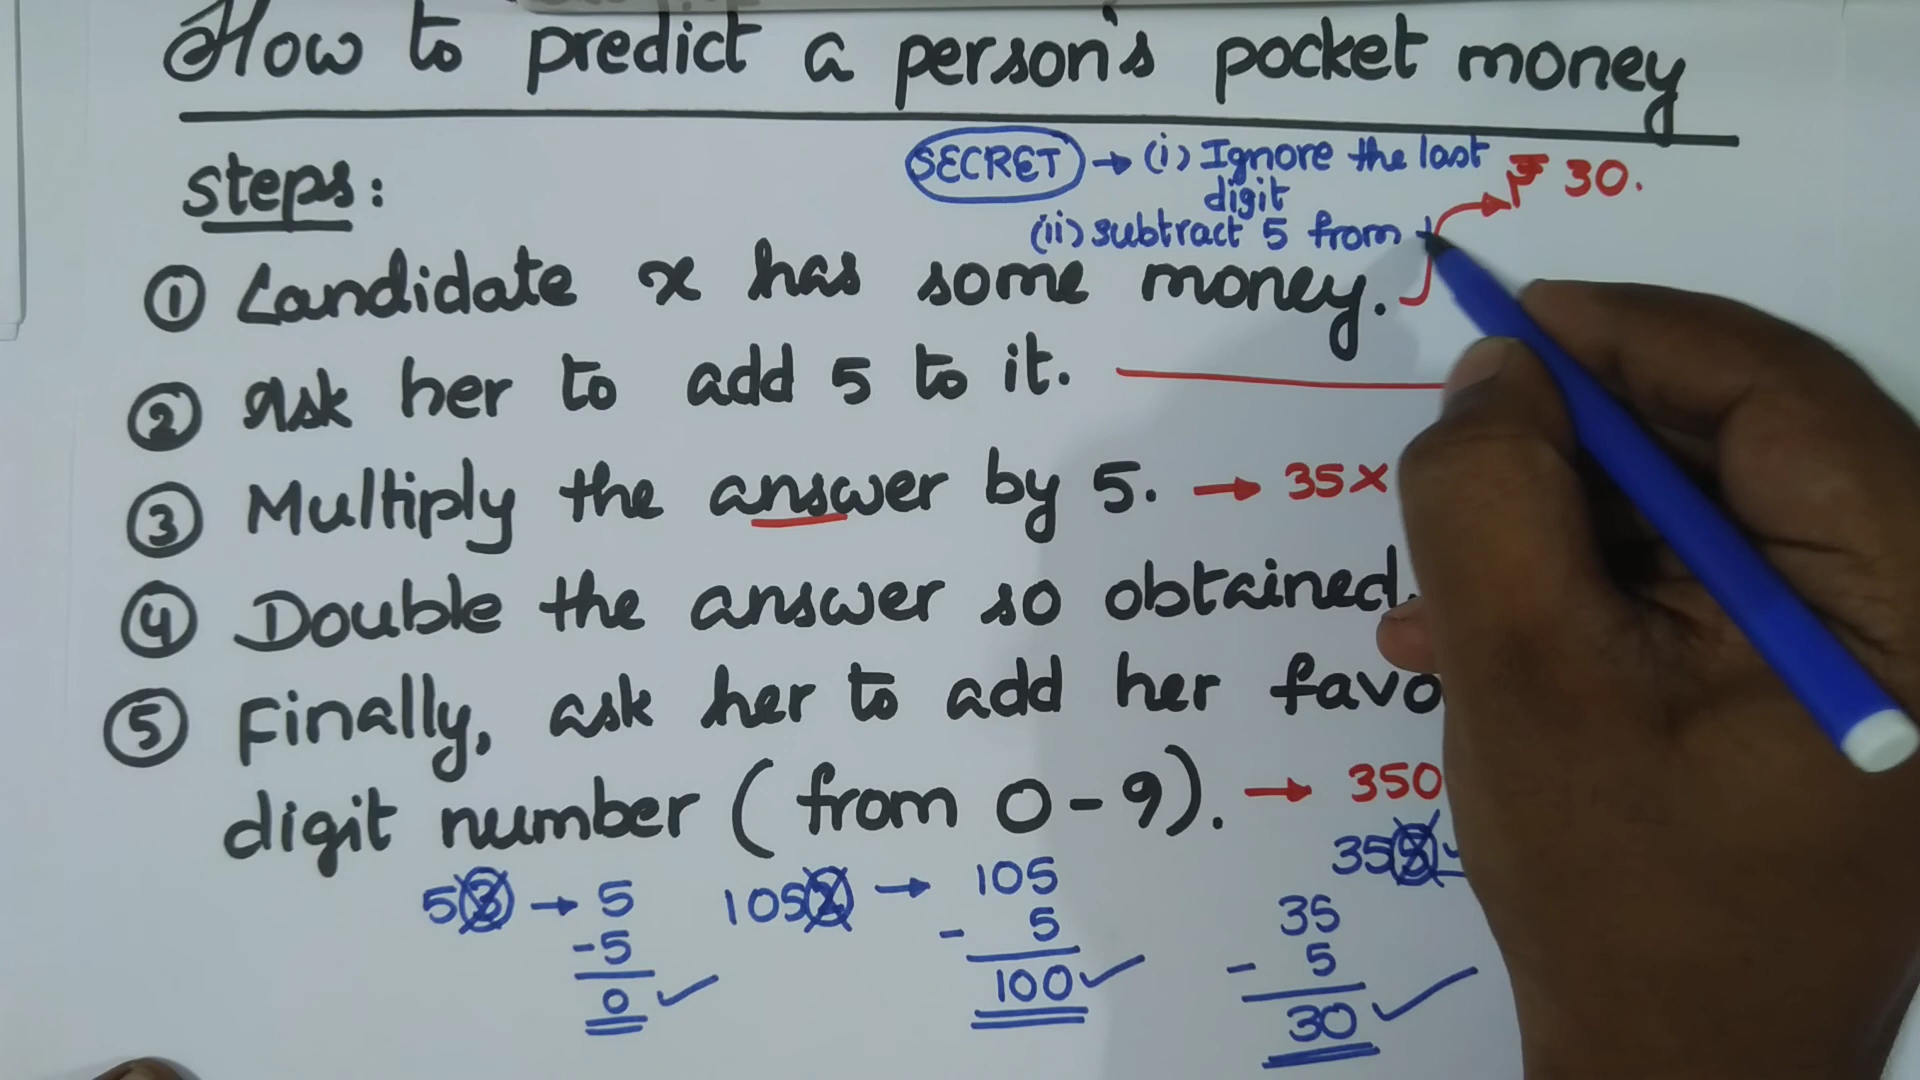 How to predict a person's pocket money
steps:
SECRET → (i) Ignore the last
digit
(ii) subtract 5 from
₹ 30.
① Candidate x has some money.
② Ask her to add 5 to it.
③ Multiply the answer by 5. → 35x
④ Double the answer so obtained.
⑤ Finally, ask her to add her
digit number (from 0-9). → 350
35
53 → 5
-5
0 ✓
1052 → 105
- 5
100 ✓
35
- 5
30 ✓